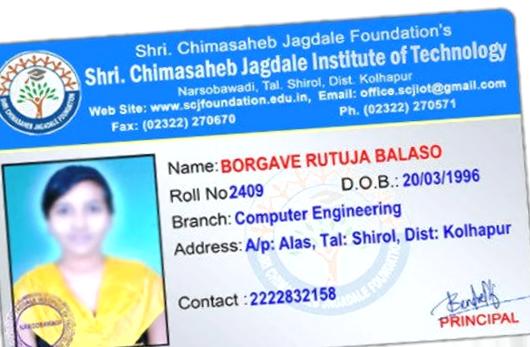 Shri. Chimasaheb Jagdale Foundation's
Shri. Chimasaheb Jagdale Institute of Technology
Narsobawadi, Tal. Shirol, Dist. Kolhapur
Web Site: www.scjfoundation.edu.in, Email: office.scjiot@gmail.com
Fax: (02322) 270670 Ph. (02322) 270571
Name: BORGAVE RUTUJA BALASO
Roll No 2409 D.O.B.: 20/03/1996
Branch: Computer Engineering
Address: A/p: Alas, Tal: Shirol, Dist: Kolhapur
Contact : 2222832158
PRINCIPAL